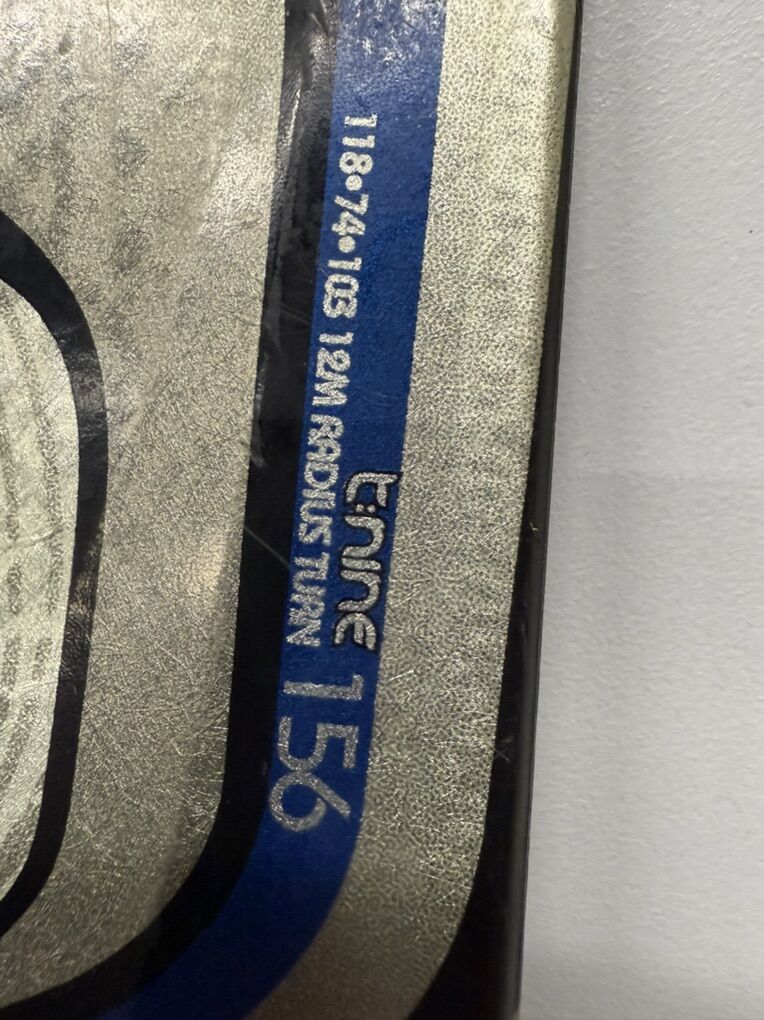 118•74•103 12M RADIUS TURN
t:nine
156